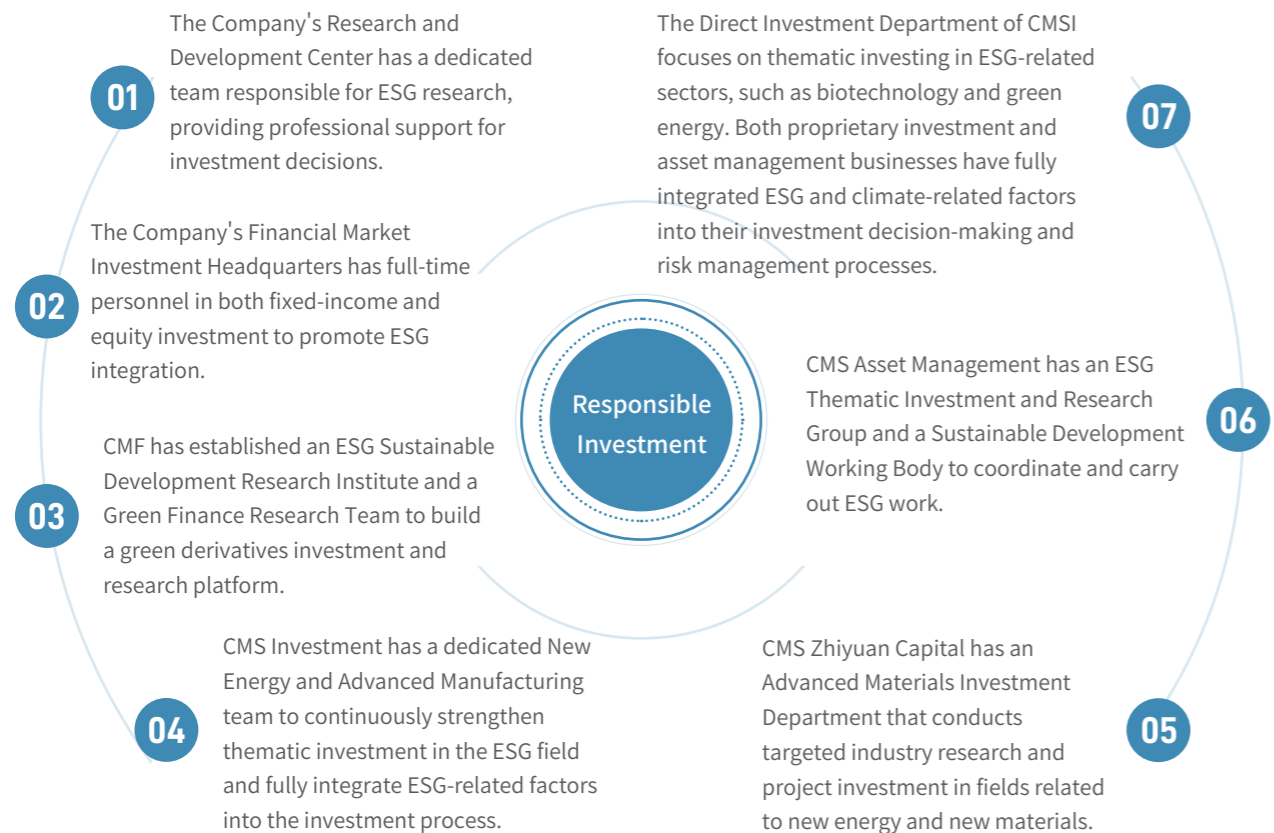 01
The Company's Research and
Development Center has a dedicated
team responsible for ESG research,
providing professional support for
investment decisions.
02
The Company's Financial Market
Investment Headquarters has full-time
personnel in both fixed-income and
equity investment to promote ESG
integration.
03
CMF has established an ESG Sustainable
Development Research Institute and a
Green Finance Research Team to build
a green derivatives investment and
research platform.
04
CMS Investment has a dedicated New
Energy and Advanced Manufacturing
team to continuously strengthen
thematic investment in the ESG field
and fully integrate ESG-related factors
into the investment process.
Responsible
Investment
05
CMS Zhiyuan Capital has an
Advanced Materials Investment
Department that conducts
targeted industry research and
project investment in fields related
to new energy and new materials.
06
CMS Asset Management has an ESG
Thematic Investment and Research
Group and a Sustainable Development
Working Body to coordinate and carry
out ESG work.
07
The Direct Investment Department of CMSI
focuses on thematic investing in ESG-related
sectors, such as biotechnology and green
energy. Both proprietary investment and
asset management businesses have fully
integrated ESG and climate-related factors
into their investment decision-making and
risk management processes.